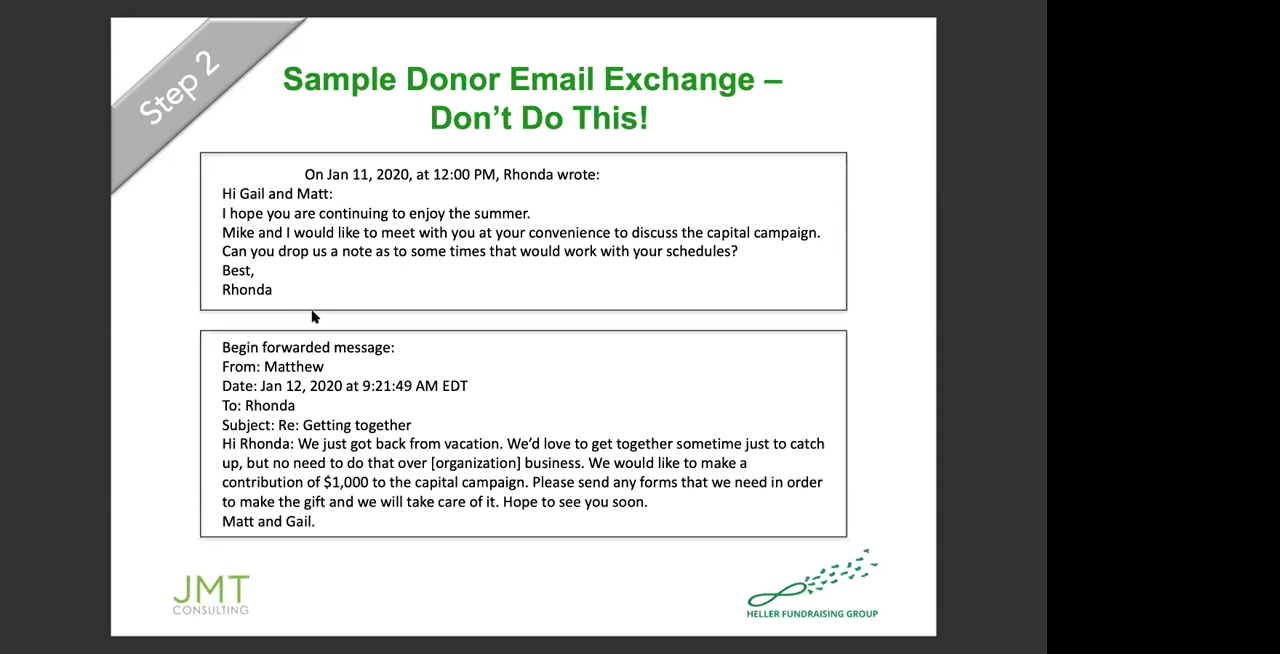 Step 2
Sample Donor Email Exchange –
Don't Do This!
On Jan 11, 2020, at 12:00 PM, Rhonda wrote:
Hi Gail and Matt:
I hope you are continuing to enjoy the summer.
Mike and I would like to meet with you at your convenience to discuss the capital campaign.
Can you drop us a note as to some times that would work with your schedules?
Best,
Rhonda
Begin forwarded message:
From: Matthew
Date: Jan 12, 2020 at 9:21:49 AM EDT
To: Rhonda
Subject: Re: Getting together
Hi Rhonda: We just got back from vacation. We'd love to get together sometime just to catch
up, but no need to do that over [organization] business. We would like to make a
contribution of $1,000 to the capital campaign. Please send any forms that we need in order
to make the gift and we will take care of it. Hope to see you soon.
Matt and Gail.
JMT
CONSULTING
HELLER FUNDRAISING GROUP